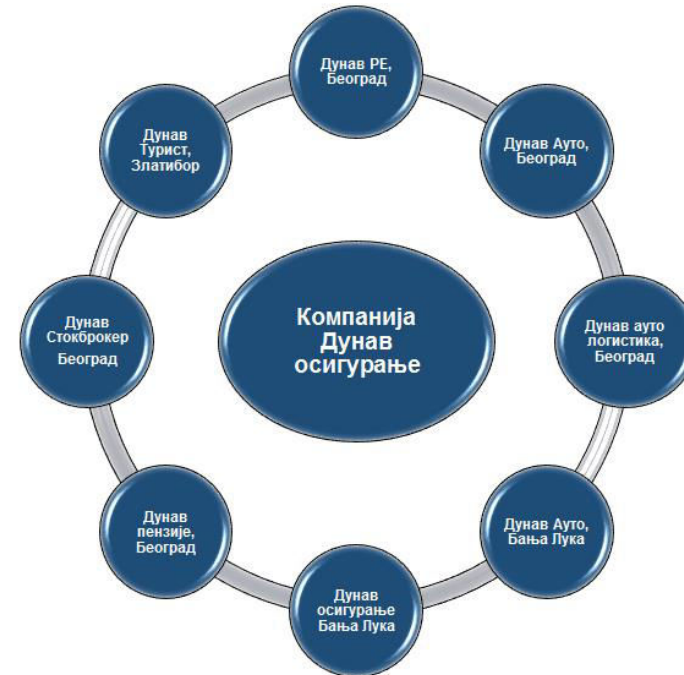 Дунав РЕ,
Београд
Дунав Ауто,
Београд
Дунав ауто
логистика,
Београд
Дунав Ауто,
Бања Лука
Дунав
осигурање
Бања Лука
Дунав
пензије,
Београд
Дунав
Стокброкер
Београд
Дунав
Турист,
Златибор
Компанија
Дунав
осигурање